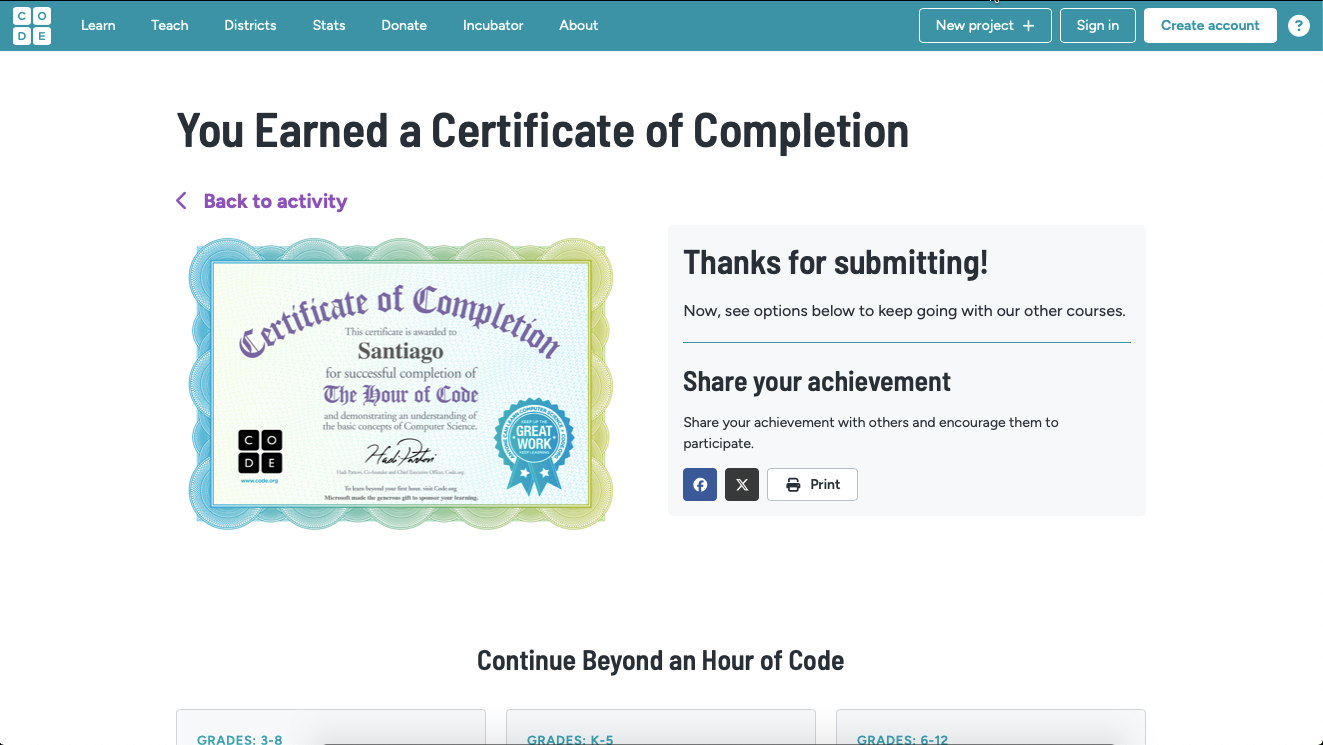 C O
D E
Learn
Teach
Districts
Stats
Donate
Incubator
About
New project +
Sign in
Create account
?
You Earned a Certificate of Completion
Back to activity
Certificate of Completion
This certificate is awarded to
Santiago
for successful completion of
The Hour of Code
and demonstrating an understanding of
the basic concepts of Computer Science.
C O
D E
www.code.org
KEEP UP THE
GREAT
WORK
KEEP LEARNING
Hadi Partovi, Co-founder and Chief Executive Officer, Code.org
To learn beyond your first hour, visit Code.org
Microsoft made the generous gift to sponsor your learning.
Thanks for submitting!
Now, see options below to keep going with our other courses.
Share your achievement
Share your achievement with others and encourage them to
participate.
Print
Continue Beyond an Hour of Code
GRADES: 3-8
GRADES: K-5
GRADES: 6-12